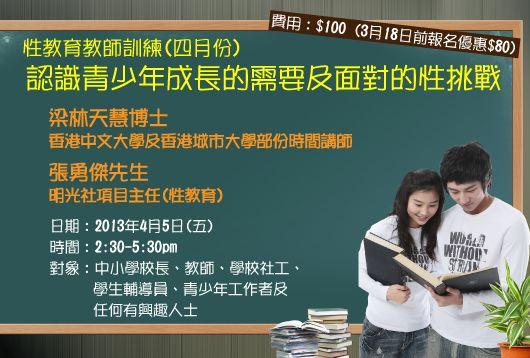 費用：$100 (3月18日前報名優惠$80)
性教育教師訓練(四月份)
認識青少年成長的需要及面對的性挑戰
梁林天慧博士
香港中文大學及香港城市大學部份時間講師
張勇傑先生
明光社項目主任(性教育)
日期：2013年4月5日(五)
時間：2:30-5:30pm
對象：中小學校長、教師、學校社工、
學生輔導員、青少年工作者及
任何有興趣人士
WORLD
WITHOUT
STRAN
WORLD
WITHOUT